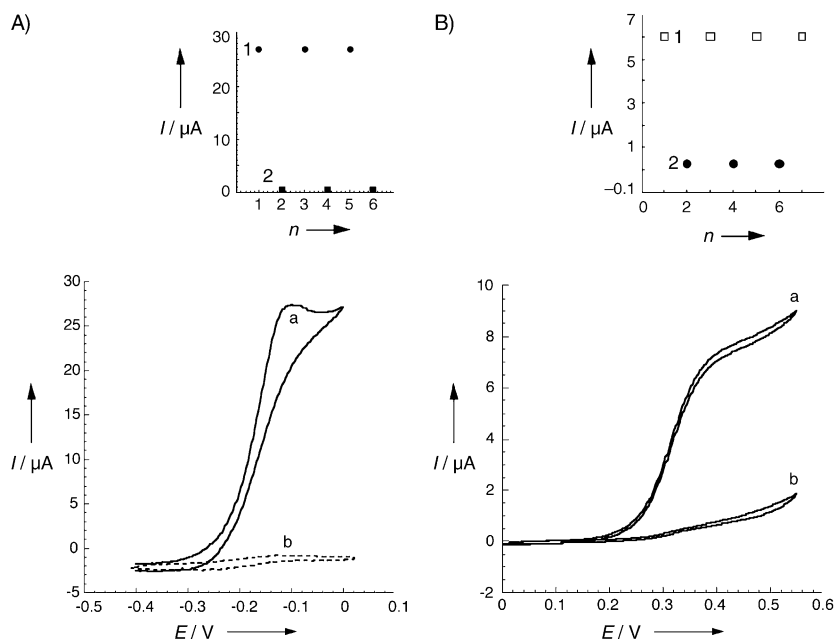 A)
30
20
10
0
1
2
I / μA
1 2 3 4 5 6
n
B)
7
6
5
1
−0.1
1
2
I / μA
0 2 4 6
n
30
25
20
15
10
5
0
-5
a
b
I / μA
-0.5 -0.4 -0.3 -0.2 -0.1 0 0.1
E / V
10
8
6
4
2
0
-2
a
b
I / μA
0 0.1 0.2 0.3 0.4 0.5 0.6
E / V